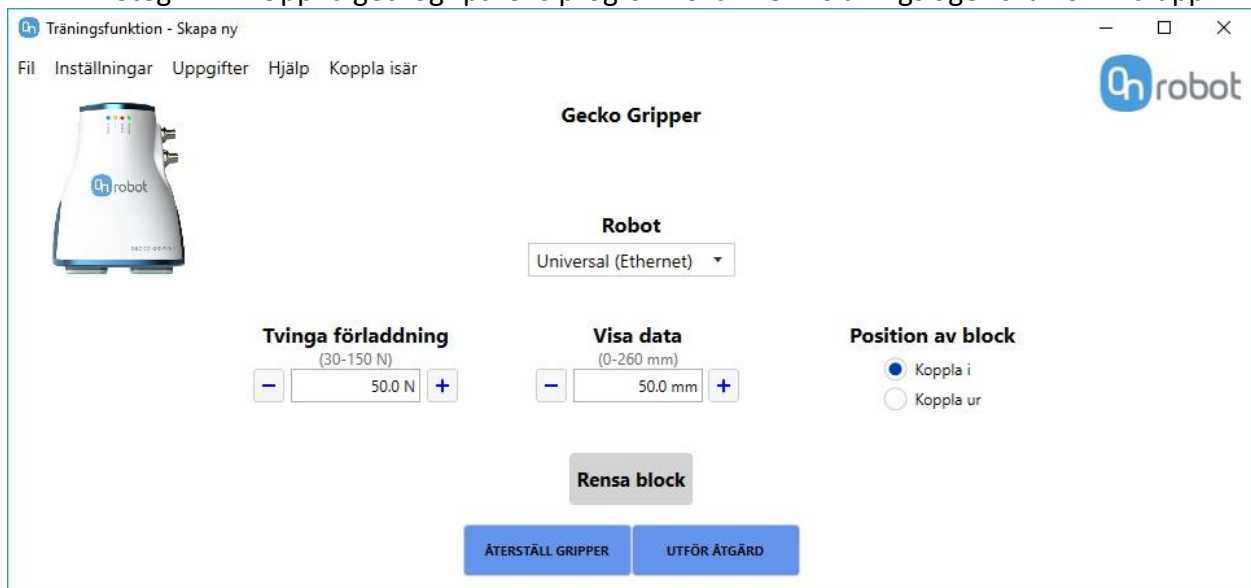 Träningsfunktion - Skapa ny
Fil Inställningar Uppgifter Hjälp Koppla isär
On robot
Gecko Gripper
On robot
Robot
Universal (Ethernet)
Tvinga förladdning Visa data Position av block
(30-150 N) (0-260 mm)
Koppla i
− 50.0 N + − 50.0 mm +
Koppla ur
Rensa block
ÅTERSTÄLL GRIPPER UTFÖR ÅTGÄRD